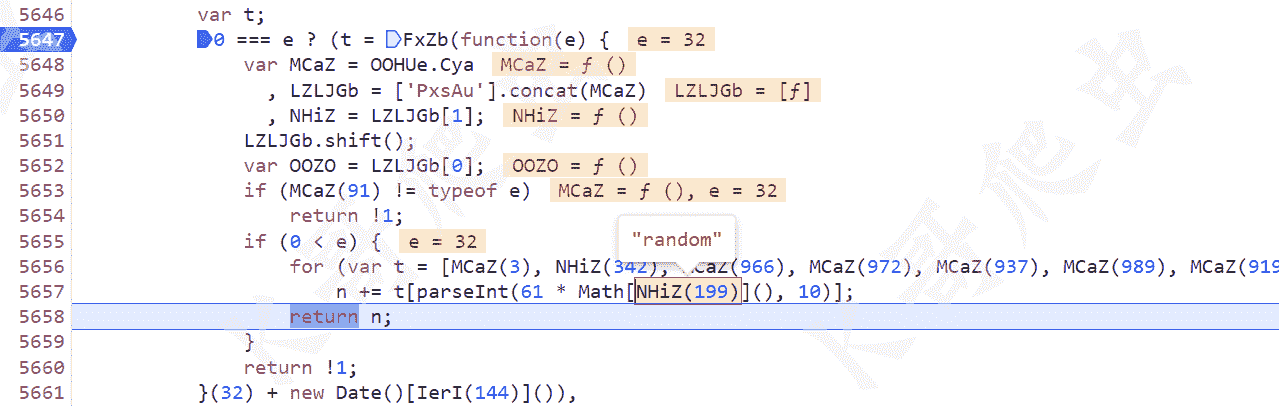 5646 var t;
5647 0 === e ? (t = FxZb(function(e) { e = 32
5648 var MCaZ = OOHUe.Cya MCaZ = ƒ ()
5649 , LZLJGb = ['PxsAu'].concat(MCaZ) LZLJGb = [ƒ]
5650 , NHiZ = LZLJGb[1]; NHiZ = ƒ ()
5651 LZLJGb.shift();
5652 var OOZO = LZLJGb[0]; OOZO = ƒ ()
5653 if (MCaZ(91) != typeof e) MCaZ = ƒ (), e = 32
5654 return !1;
5655 if (0 < e) { e = 32
"random"
5656 for (var t = [MCaZ(3), NHiZ(342), MCaZ(966), MCaZ(972), MCaZ(937), MCaZ(989), MCaZ(919
5657 n += t[parseInt(61 * Math[NHiZ(199)](), 10)];
5658 return n;
5659 }
5660 return !1;
5661 }(32) + new Date()[IerI(144)]()),